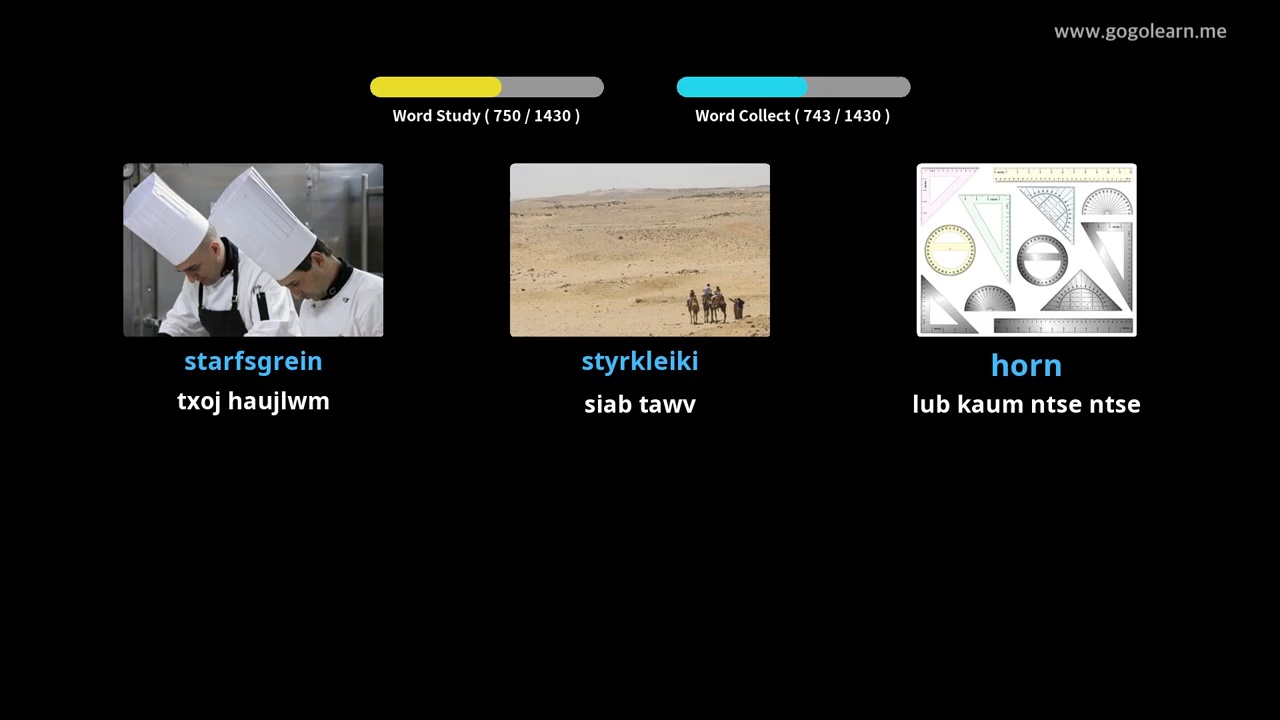 www.gogolearn.me
Word Study ( 750 / 1430 )
Word Collect ( 743 / 1430 )
starfsgrein
styrkleiki
horn
txoj haujlwm
siab tawv
lub kaum ntse ntse